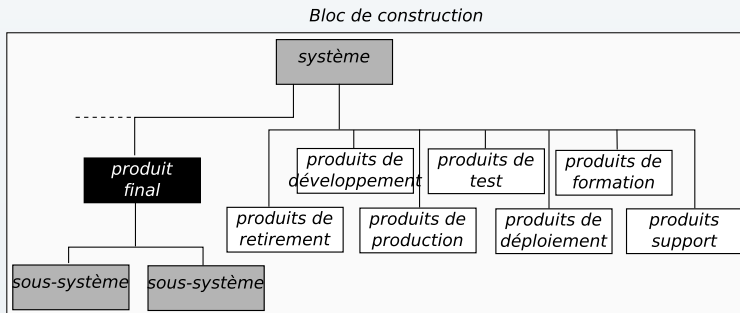 Bloc de construction
système
produit
final
produits de
développement
produits de
test
produits de
formation
produits de
retirement
produits de
production
produits de
déploiement
produits
support
sous-système
sous-système